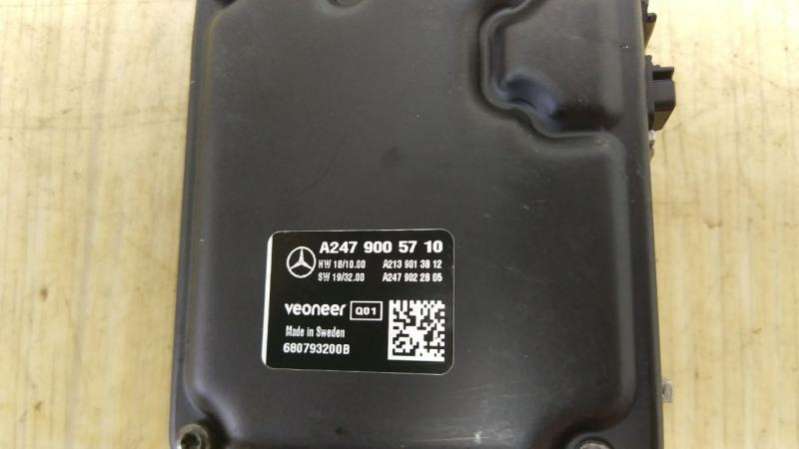 A247 900 57 10
HW 18/10.00 A213 901 38 12
SW 19/32.00 A247 902 28 05
veoneer Q01
Made in Sweden
680793200B